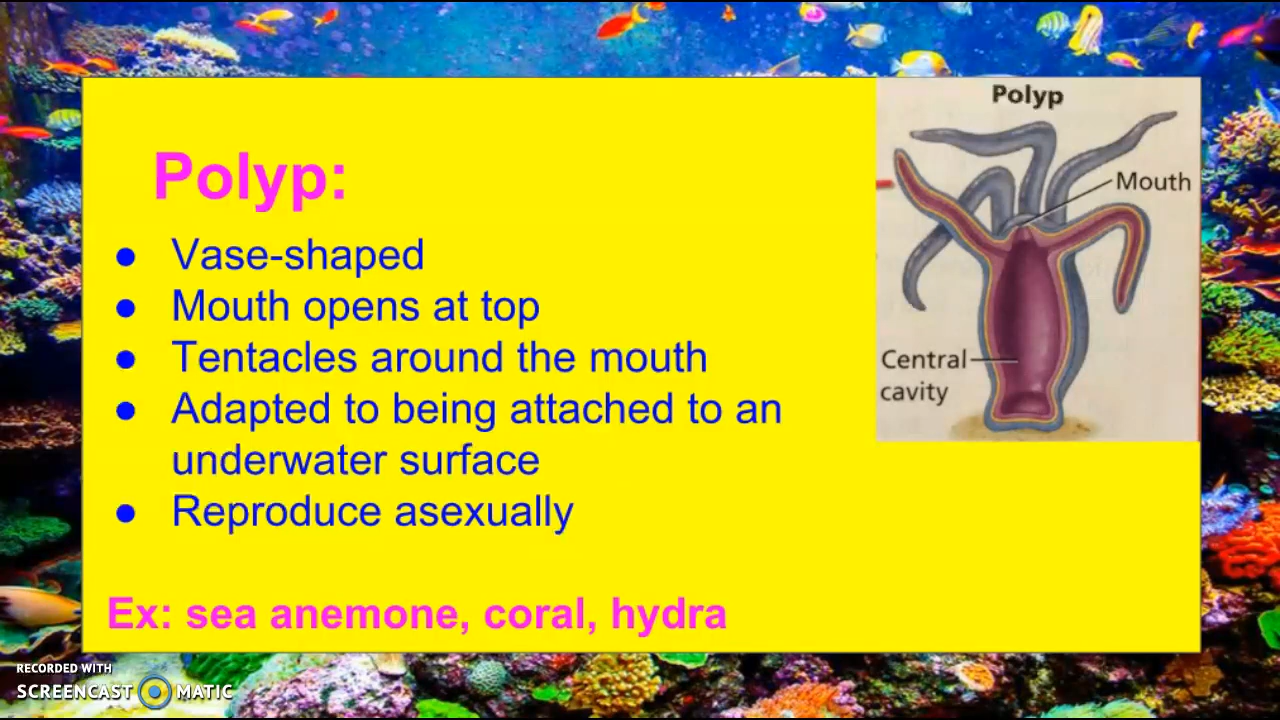 Polyp
Polyp:
Mouth
● Vase-shaped
● Mouth opens at top
● Tentacles around the mouth
Central
cavity
● Adapted to being attached to an
underwater surface
● Reproduce asexually
Ex: sea anemone, coral, hydra
RECORDED WITH
SCREENCAST MATIC